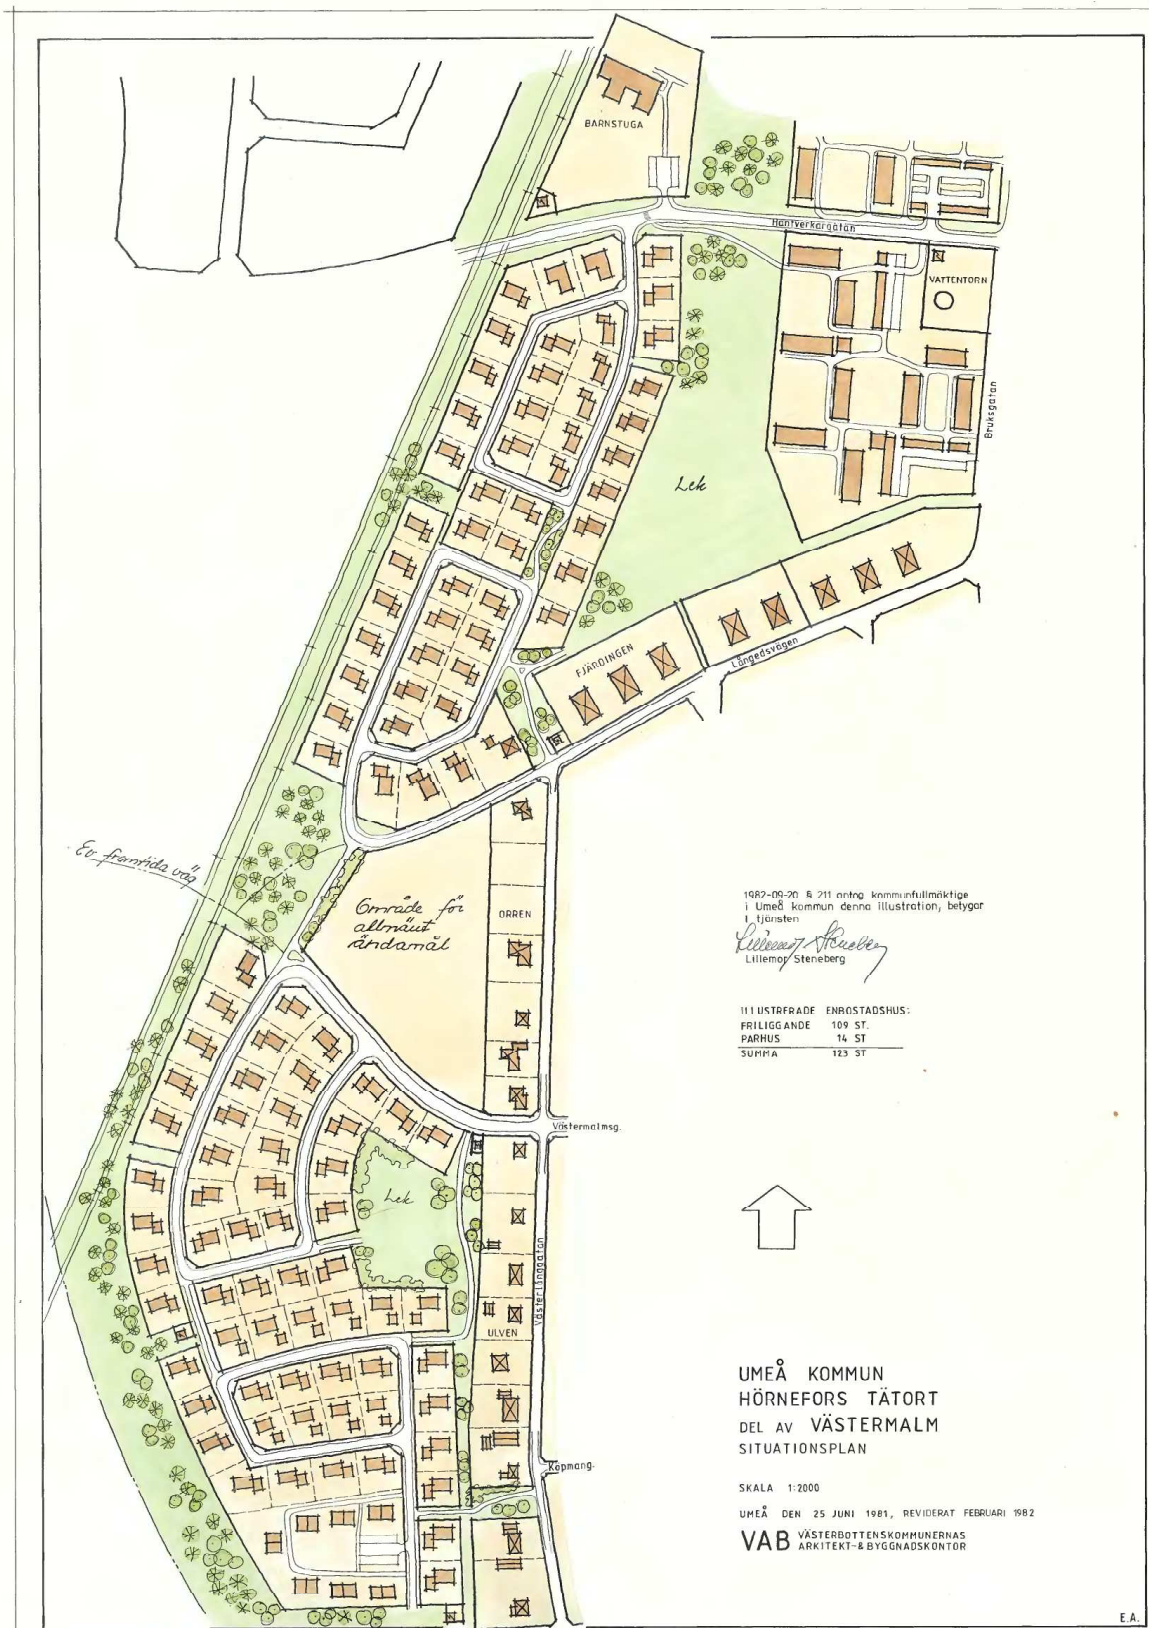 BARNSTUGA
Hantverkargatan
VATTENTORN
Bruksgatan
Lek
FJÄRDINGEN
Långedsvägen
Ev framtida väg
Område för
allmänt
ändamål
ORREN
1982-09-20 § 211 antog kommunfullmäktige
i Umeå kommun denna illustration, betygar
I tjänsten
Lillemor Steneberg
Lillemor Steneberg
ILLUSTRERADE ENBOSTADSHUS:
FRILIGGANDE 109 ST.
PARHUS 14 ST
SUMMA 123 ST
Västermalmsg.
Lek
Västerlånggatan
ULVEN
Köpmang.
UMEÅ KOMMUN
HÖRNEFORS TÄTORT
DEL AV VÄSTERMALM
SITUATIONSPLAN
SKALA 1:2000
UMEÅ DEN 25 JUNI 1981, REVIDERAT FEBRUARI 1982
VAB VÄSTERBOTTENSKOMMUNERNAS
ARKITEKT-& BYGGNADSKONTOR
E.A.